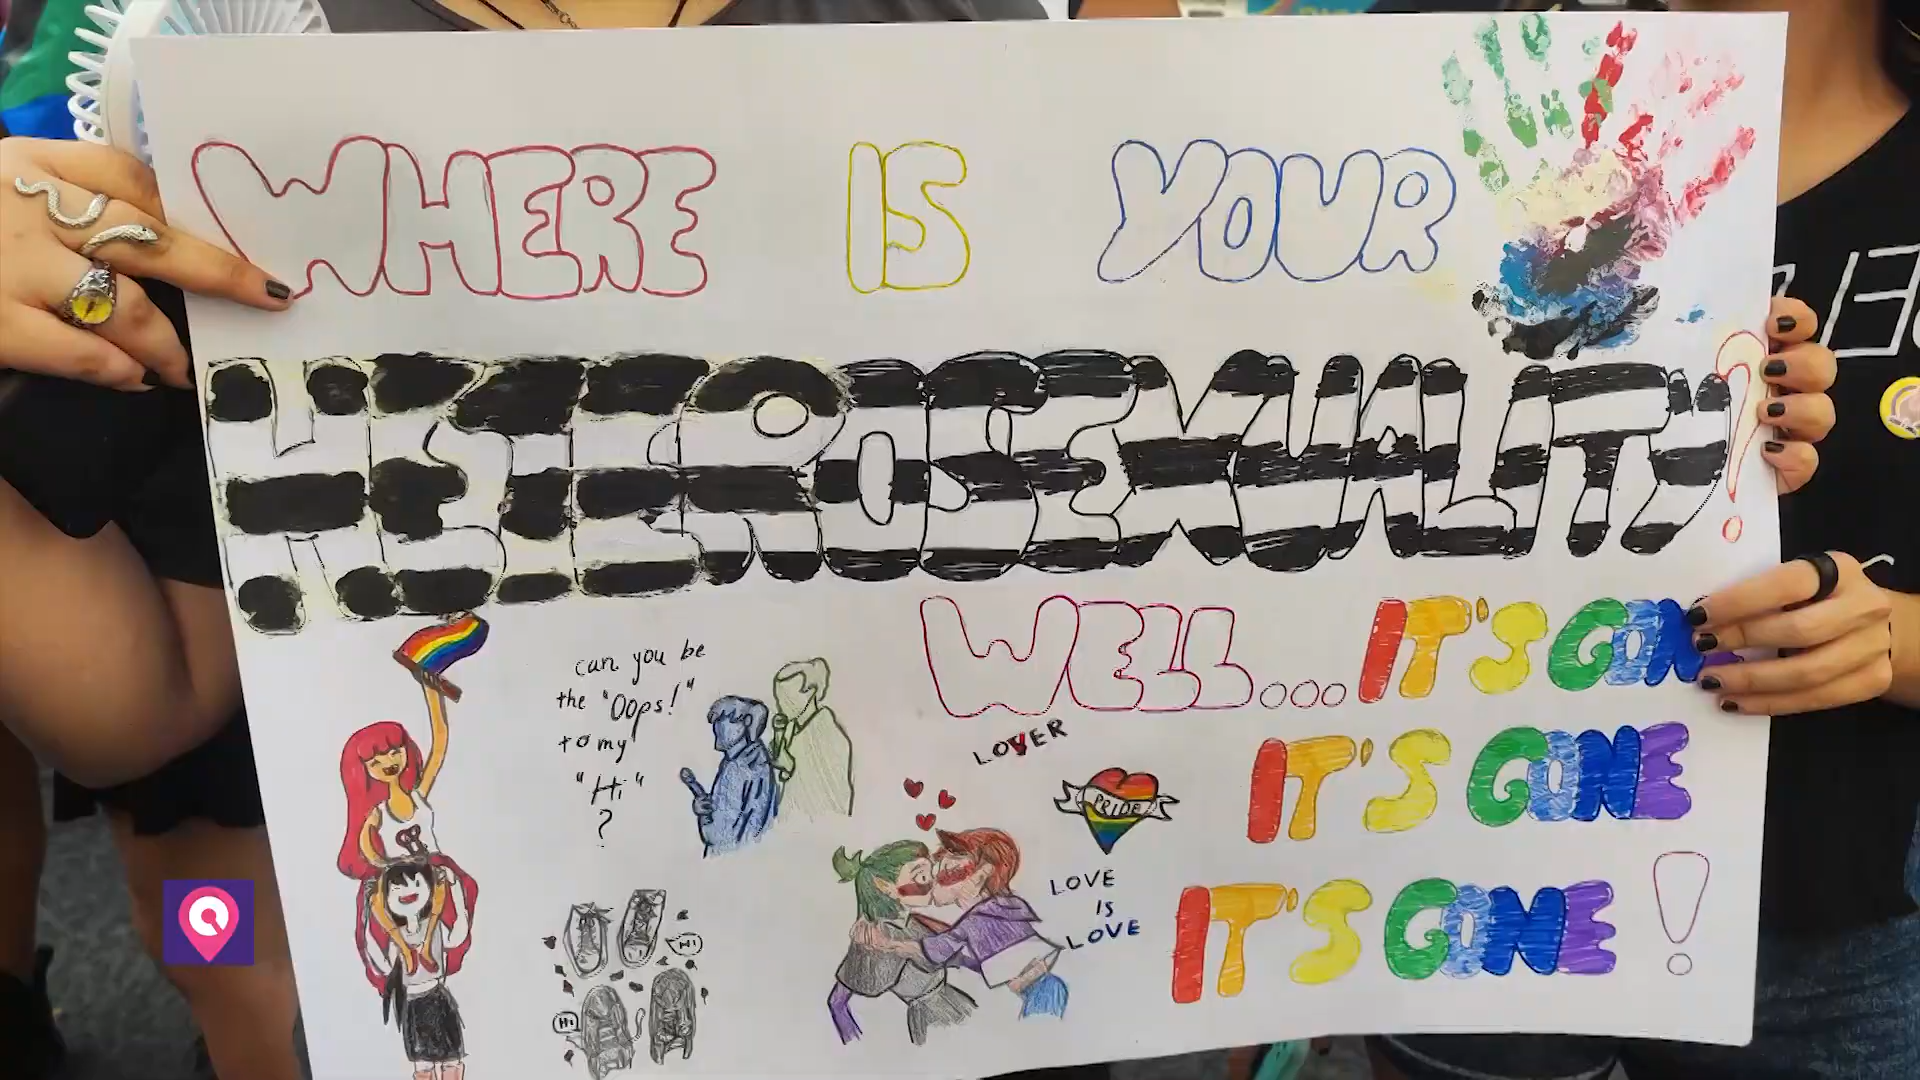 WHERE IS YOUR
HETEROSEXUALITY?
WELL... IT'S GON
IT'S GONE
IT'S GONE!
can you be
the "Oops!"
to my
"Hi"
?
LOVER
PRIDE
LOVE
IS
LOVE
HI
HI